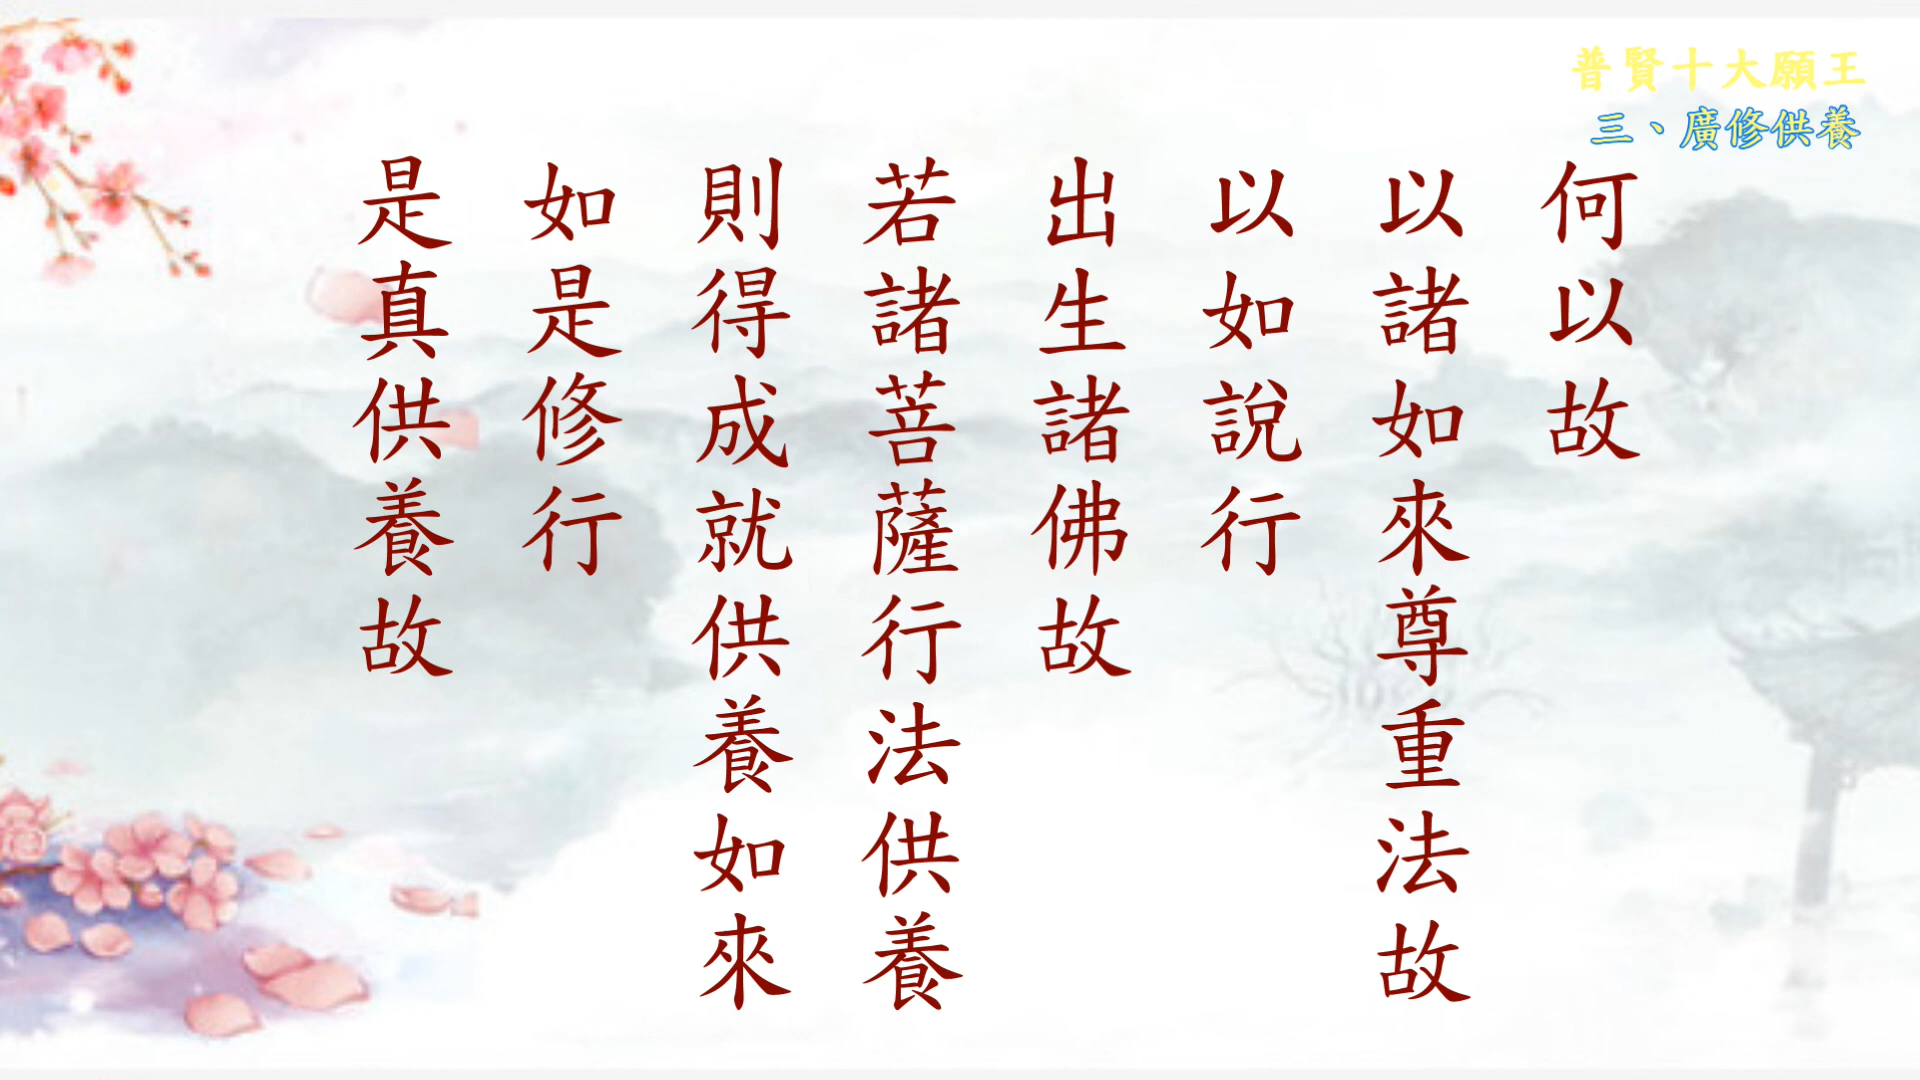 普賢十大願王
三、廣修供養
何以故
以諸如來尊重法故
以如說行
出生諸佛故
若諸菩薩行法供養
則得成就供養如來
如是修行
是真供養故